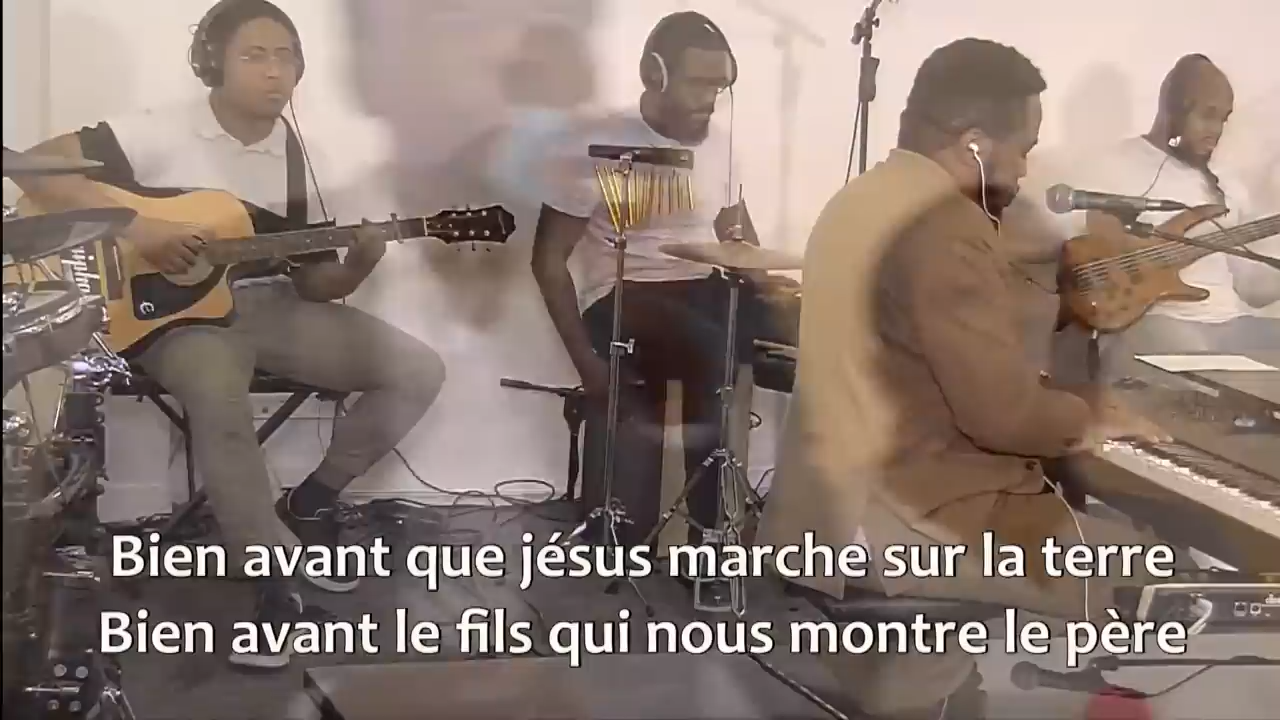 Bien avant que jésus marche sur la terre
Bien avant le fils qui nous montre le père